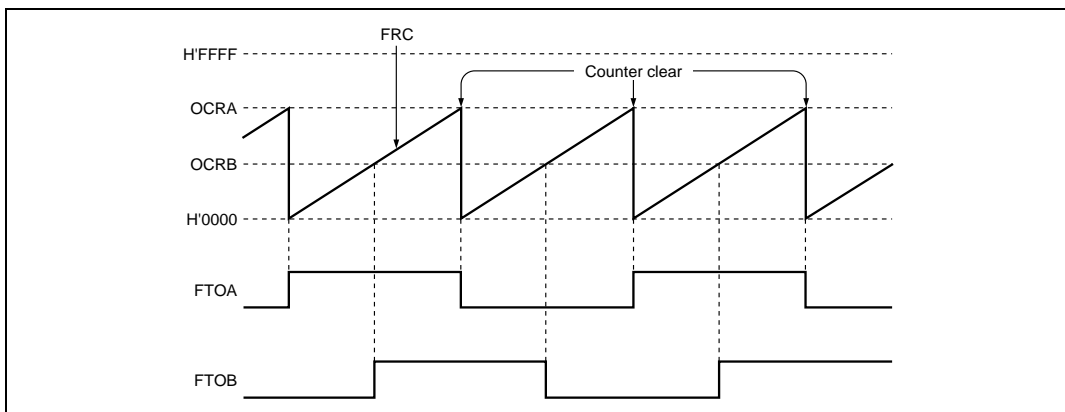 FRC
H'FFFF
Counter clear
OCRA
OCRB
H'0000
FTOA
FTOB